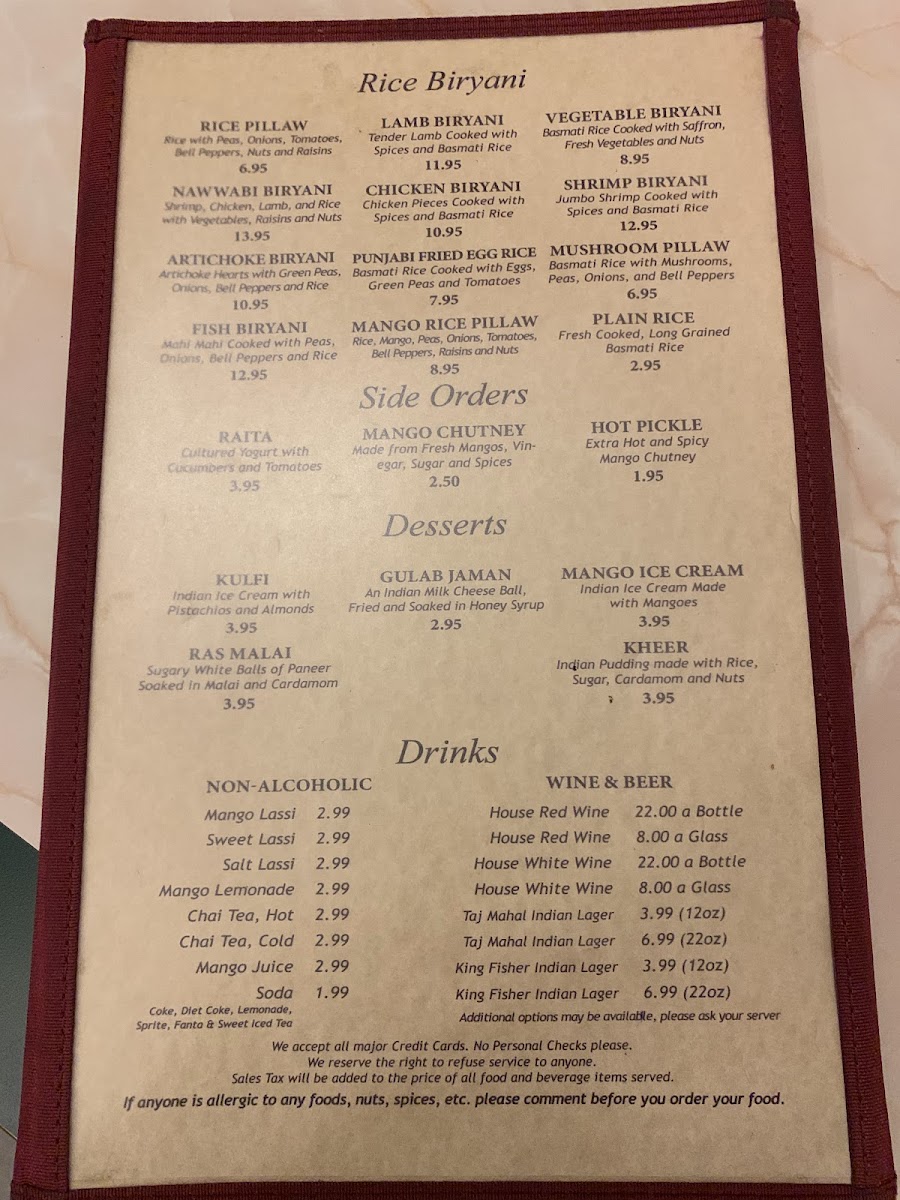 Rice Biryani
RICE PILLAW
Rice with Peas, Onions, Tomatoes,
Bell Peppers, Nuts and Raisins
6.95
LAMB BIRYANI
Tender Lamb Cooked with
Spices and Basmati Rice
11.95
VEGETABLE BIRYANI
Basmati Rice Cooked with Saffron,
Fresh Vegetables and Nuts
8.95
NAWWABI BIRYANI
Shrimp, Chicken, Lamb, and Rice
with Vegetables, Raisins and Nuts
13.95
CHICKEN BIRYANI
Chicken Pieces Cooked with
Spices and Basmati Rice
10.95
SHRIMP BIRYANI
Jumbo Shrimp Cooked with
Spices and Basmati Rice
12.95
ARTICHOKE BIRYANI
Artichoke Hearts with Green Peas,
Onions, Bell Peppers and Rice
10.95
PUNJABI FRIED EGG RICE
Basmati Rice Cooked with Eggs,
Green Peas and Tomatoes
7.95
MUSHROOM PILLAW
Basmati Rice with Mushrooms,
Peas, Onions, and Bell Peppers
6.95
FISH BIRYANI
Mahi Mahi Cooked with Peas,
Onions, Bell Peppers and Rice
12.95
MANGO RICE PILLAW
Rice, Mango, Peas, Onions, Tomatoes,
Bell Peppers, Raisins and Nuts
8.95
PLAIN RICE
Fresh Cooked, Long Grained
Basmati Rice
2.95
Side Orders
RAITA
Cultured Yogurt with
Cucumbers and Tomatoes
3.95
MANGO CHUTNEY
Made from Fresh Mangos, Vin-
egar, Sugar and Spices
2.50
HOT PICKLE
Extra Hot and Spicy
Mango Chutney
1.95
Desserts
KULFI
Indian Ice Cream with
Pistachios and Almonds
3.95
GULAB JAMAN
An Indian Milk Cheese Ball,
Fried and Soaked in Honey Syrup
2.95
MANGO ICE CREAM
Indian Ice Cream Made
with Mangoes
3.95
RAS MALAI
Sugary White Balls of Paneer
Soaked in Malai and Cardamom
3.95
KHEER
Indian Pudding made with Rice,
Sugar, Cardamom and Nuts
3.95
Drinks
NON-ALCOHOLIC
Mango Lassi 2.99
Sweet Lassi 2.99
Salt Lassi 2.99
Mango Lemonade 2.99
Chai Tea, Hot 2.99
Chai Tea, Cold 2.99
Mango Juice 2.99
Soda 1.99
Coke, Diet Coke, Lemonade,
Sprite, Fanta & Sweet Iced Tea
WINE & BEER
House Red Wine 22.00 a Bottle
House Red Wine 8.00 a Glass
House White Wine 22.00 a Bottle
House White Wine 8.00 a Glass
Taj Mahal Indian Lager 3.99 (12oz)
Taj Mahal Indian Lager 6.99 (22oz)
King Fisher Indian Lager 3.99 (12oz)
King Fisher Indian Lager 6.99 (22oz)
Additional options may be available, please ask your server
We accept all major Credit Cards. No Personal Checks please.
We reserve the right to refuse service to anyone.
Sales Tax will be added to the price of all food and beverage items served.
If anyone is allergic to any foods, nuts, spices, etc. please comment before you order your food.